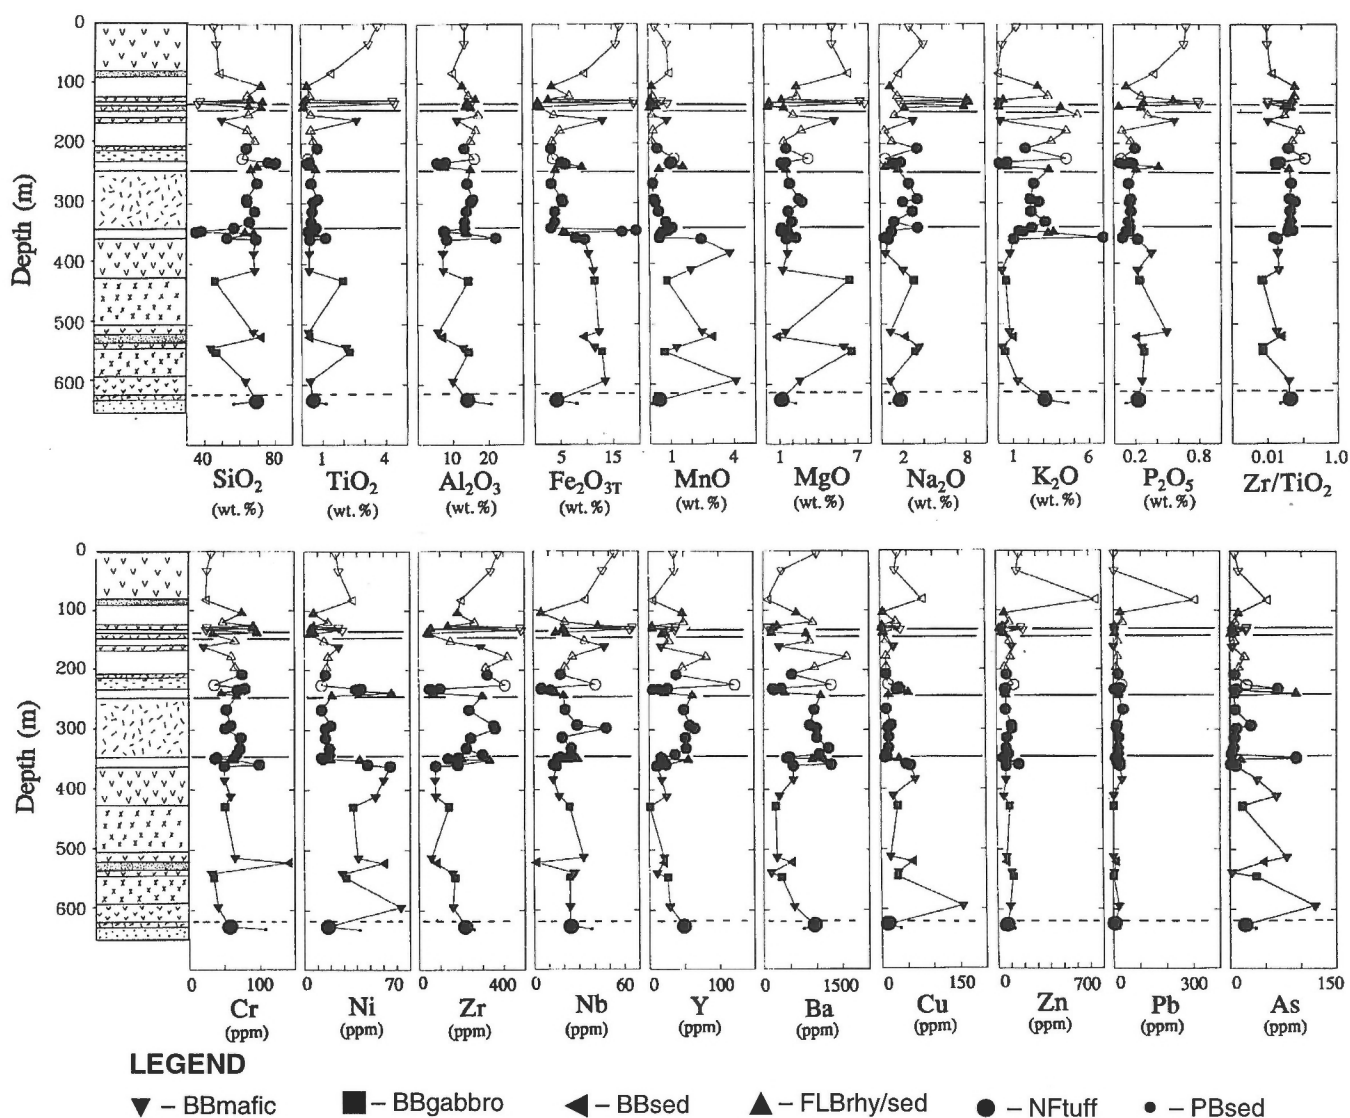 0
100
200
300
400
500
600
Depth (m)
40 80 1 4 10 20 5 15 1 4 1 7 2 8 1 6 0.2 0.8 0.01 1.0
SiO₂ TiO₂ Al₂O₃ Fe₂O₃T MnO MgO Na₂O K₂O P₂O₅ Zr/TiO₂
(wt. %) (wt. %) (wt. %) (wt. %) (wt. %) (wt. %) (wt. %) (wt. %) (wt. %)
0
100
200
300
400
500
600
Depth (m)
100 0 70 0 400 0 60 0 100 0 1500 0 150 0 700 0 300 0 150
Cr Ni Zr Nb Y Ba Cu Zn Pb As
(ppm) (ppm) (ppm) (ppm) (ppm) (ppm) (ppm) (ppm) (ppm) (ppm)
LEGEND
– BBmafic – BBgabbro – BBsed – FLBrhy/sed – NFtuff – PBsed